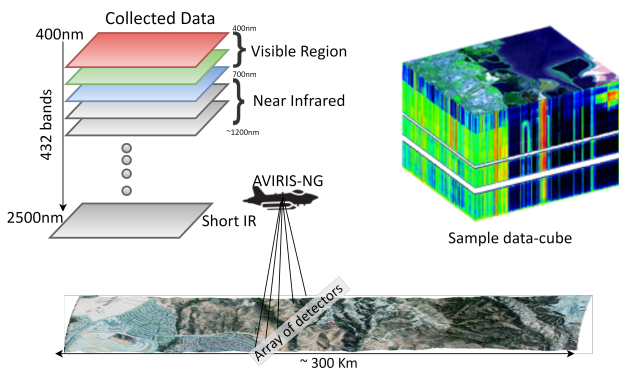 Collected Data
400nm
400nm
Visible Region
700nm
Near Infrared
~1200nm
432 bands
2500nm
Short IR
AVIRIS-NG
Sample data-cube
Array of detectors
~ 300 Km